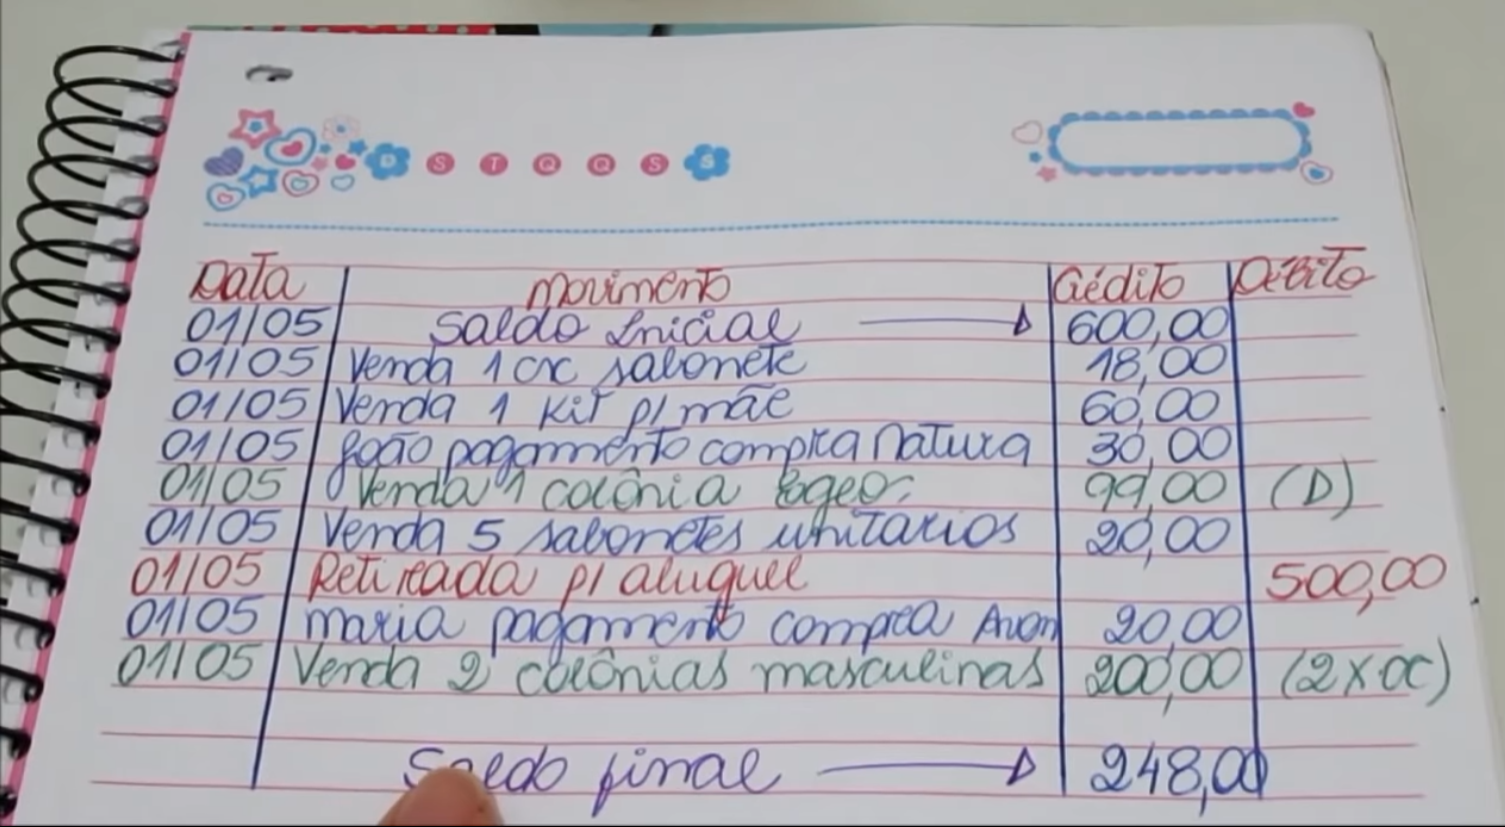 D S T Q Q S S
Data Movimento Crédito Débito
01/05 Saldo Inicial 600,00
01/05 Venda 1 cx sabonete 18,00
01/05 Venda 1 Kit p/ mãe 60,00
01/05 João pagamento compra Natura 30,00
01/05 Venda 1 colônia 99,00 (D)
01/05 Venda 5 sabonetes unitários 20,00
01/05 Retirada p/ aluguel 500,00
01/05 Maria pagamento compra Avon 20,00
01/05 Venda 2 colônias masculinas 200,00 (2x cc)
Saldo final 248,00